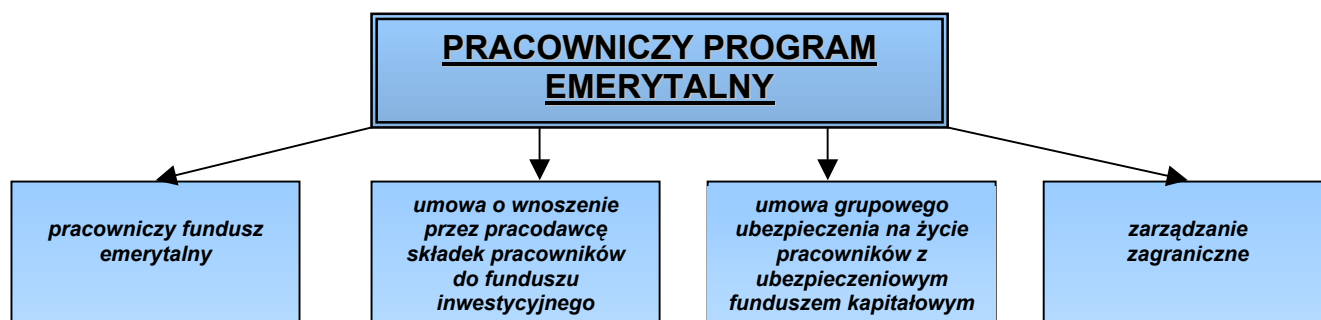 PRACOWNICZY PROGRAM
EMERYTALNY
pracowniczy fundusz
emerytalny
umowa o wnoszenie
przez pracodawcę
składek pracowników
do funduszu
inwestycyjnego
umowa grupowego
ubezpieczenia na życie
pracowników z
ubezpieczeniowym
funduszem kapitałowym
zarządzanie
zagraniczne